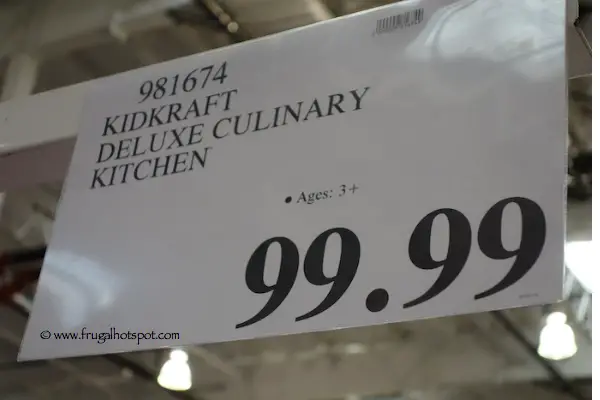 981674
KIDKRAFT
DELUXE CULINARY
KITCHEN
• Ages: 3+
99.99
© www.frugalhotspot.com